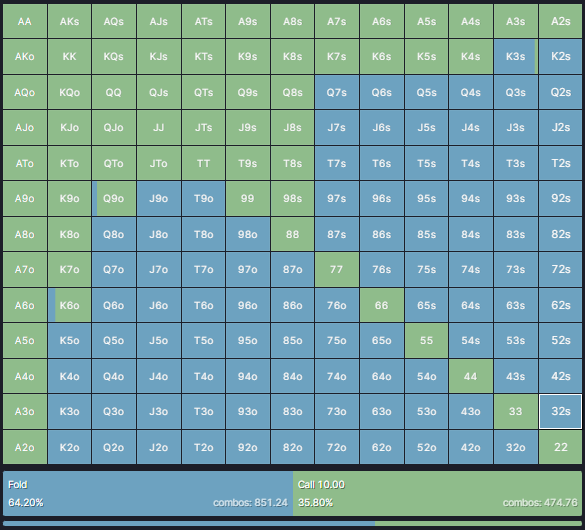 AA AKs AQs AJs ATs A9s A8s A7s A6s A5s A4s A3s A2s
AKo KK KQs KJs KTs K9s K8s K7s K6s K5s K4s K3s K2s
AQo KQo QQ QJs QTs Q9s Q8s Q7s Q6s Q5s Q4s Q3s Q2s
AJo KJo QJo JJ JTs J9s J8s J7s J6s J5s J4s J3s J2s
ATo KTo QTo JTo TT T9s T8s T7s T6s T5s T4s T3s T2s
A9o K9o Q9o J9o T9o 99 98s 97s 96s 95s 94s 93s 92s
A8o K8o Q8o J8o T8o 98o 88 87s 86s 85s 84s 83s 82s
A7o K7o Q7o J7o T7o 97o 87o 77 76s 75s 74s 73s 72s
A6o K6o Q6o J6o T6o 96o 86o 76o 66 65s 64s 63s 62s
A5o K5o Q5o J5o T5o 95o 85o 75o 65o 55 54s 53s 52s
A4o K4o Q4o J4o T4o 94o 84o 74o 64o 54o 44 43s 42s
A3o K3o Q3o J3o T3o 93o 83o 73o 63o 53o 43o 33 32s
A2o K2o Q2o J2o T2o 92o 82o 72o 62o 52o 42o 32o 22
Fold Call 10.00
64.20% combos: 851.24 35.80% combos: 474.76